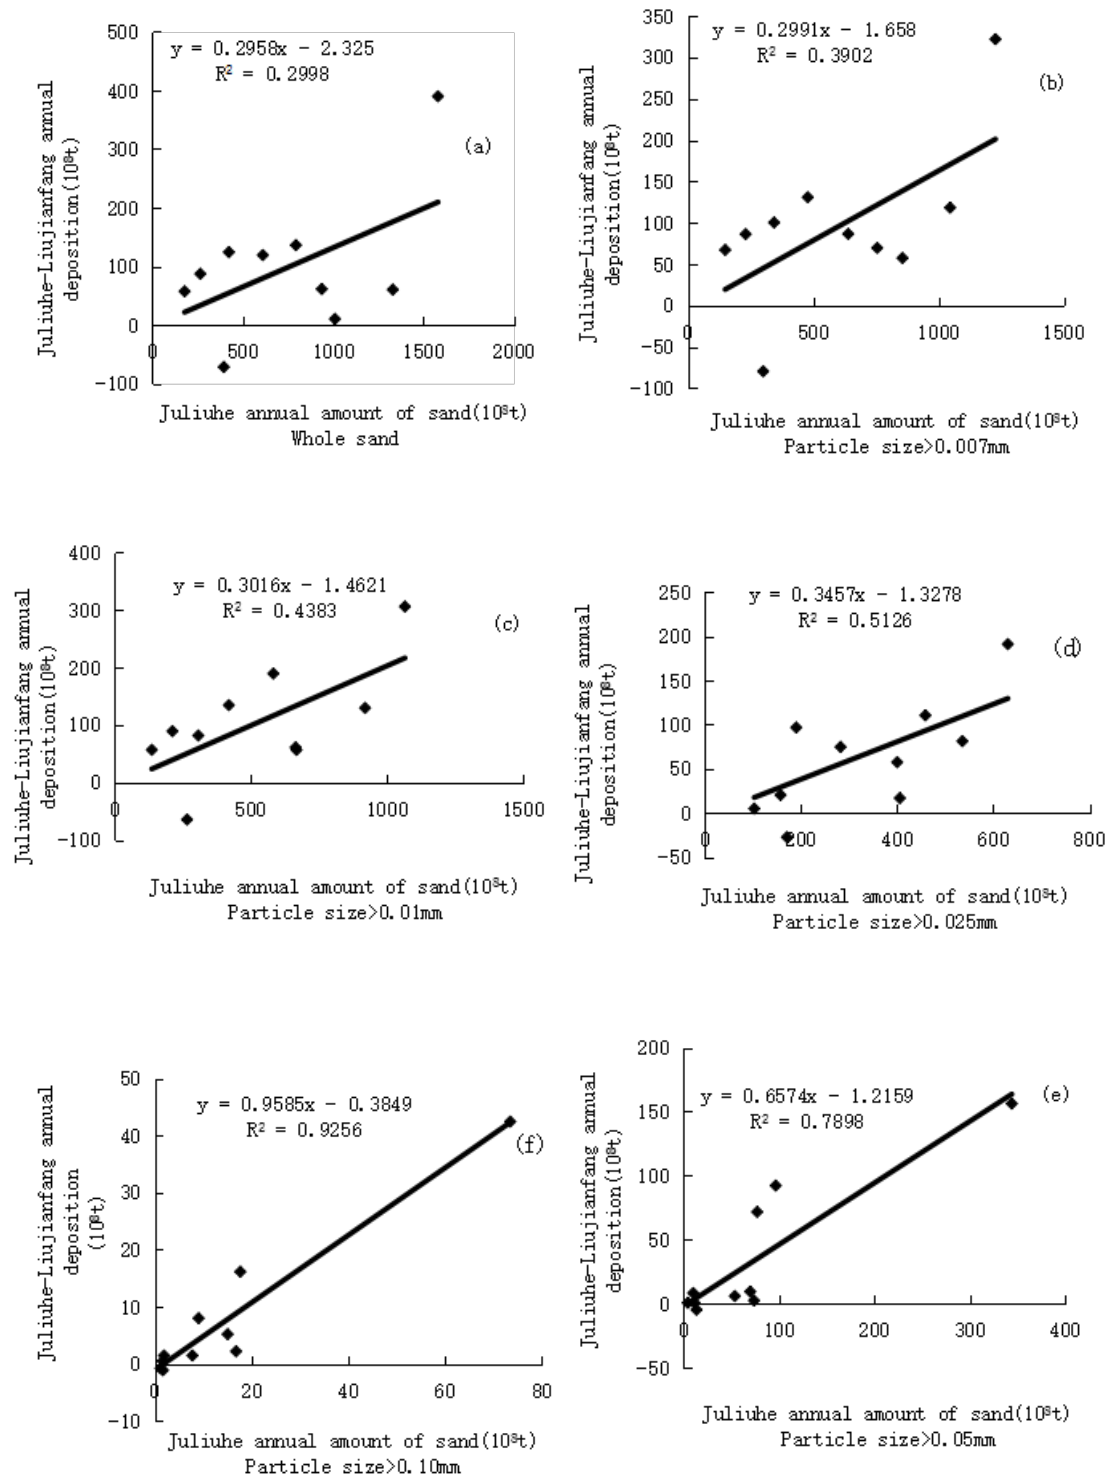 500
400
300
200
100
0
-100
0
500
1000
1500
2000
y = 0.2958x - 2.325
R² = 0.2998
(a)
Juliuhe-Liujianfang annual
deposition(10⁸t)
Juliuhe annual amount of sand(10⁸t)
Whole sand
350
300
250
200
150
100
50
0
-50
-100
0
500
1000
1500
y = 0.2991x - 1.658
R² = 0.3902
(b)
Juliuhe-Liujianfang annual
deposition(10⁸t)
Juliuhe annual amount of sand(10⁸t)
Particle size>0.007mm
400
300
200
100
0
-100
0
500
1000
1500
y = 0.3016x - 1.4621
R² = 0.4383
(c)
Juliuhe-Liujianfang annual
deposition(10⁸t)
Juliuhe annual amount of sand(10⁸t)
Particle size>0.01mm
250
200
150
100
50
0
-50
0
200
400
600
800
y = 0.3457x - 1.3278
R² = 0.5126
(d)
Juliuhe-Liujianfang annual
deposition(10⁸t)
Juliuhe annual amount of sand(10⁸t)
Particle size>0.025mm
50
40
30
20
10
0
-10
0
20
40
60
80
y = 0.9585x - 0.3849
R² = 0.9256
(f)
Juliuhe-Liujianfang annual
deposition
(10⁸t)
Juliuhe annual amount of sand(10⁸t)
Particle size>0.10mm
200
150
100
50
0
-50
0
100
200
300
400
y = 0.6574x - 1.2159
R² = 0.7898
(e)
Juliuhe-Liujianfang annual
deposition(10⁸t)
Juliuhe annual amount of sand(10⁸t)
Particle size>0.05mm